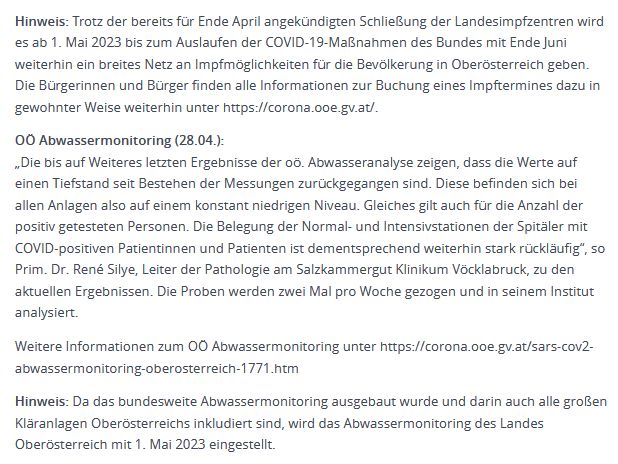 Hinweis: Trotz der bereits für Ende April angekündigten Schließung der Landesimpfzentren wird
es ab 1. Mai 2023 bis zum Auslaufen der COVID-19-Maßnahmen des Bundes mit Ende Juni
weiterhin ein breites Netz an Impfmöglichkeiten für die Bevölkerung in Oberösterreich geben.
Die Bürgerinnen und Bürger finden alle Informationen zur Buchung eines Impftermines dazu in
gewohnter Weise weiterhin unter https://corona.ooe.gv.at/.
OÖ Abwassermonitoring (28.04.):
„Die bis auf Weiteres letzten Ergebnisse der oö. Abwasseranalyse zeigen, dass die Werte auf
einen Tiefstand seit Bestehen der Messungen zurückgegangen sind. Diese befinden sich bei
allen Anlagen also auf einem konstant niedrigen Niveau. Gleiches gilt auch für die Anzahl der
positiv getesteten Personen. Die Belegung der Normal- und Intensivstationen der Spitäler mit
COVID-positiven Patientinnen und Patienten ist dementsprechend weiterhin stark rückläufig“, so
Prim. Dr. René Silye, Leiter der Pathologie am Salzkammergut Klinikum Vöcklabruck, zu den
aktuellen Ergebnissen. Die Proben werden zwei Mal pro Woche gezogen und in seinem Institut
analysiert.
Weitere Informationen zum OÖ Abwassermonitoring unter https://corona.ooe.gv.at/sars-cov2-
abwassermonitoring-oberosterreich-1771.htm
Hinweis: Da das bundesweite Abwassermonitoring ausgebaut wurde und darin auch alle großen
Kläranlagen Oberösterreichs inkludiert sind, wird das Abwassermonitoring des Landes
Oberösterreich mit 1. Mai 2023 eingestellt.